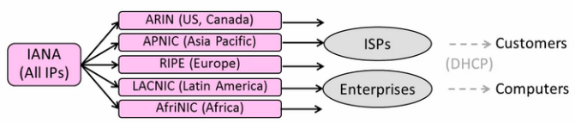 IANA
(All IPs)
ARIN (US, Canada)
APNIC (Asia Pacific)
RIPE (Europe)
LACNIC (Latin America)
AfriNIC (Africa)
ISPs
Enterprises
(DHCP)
Customers
Computers